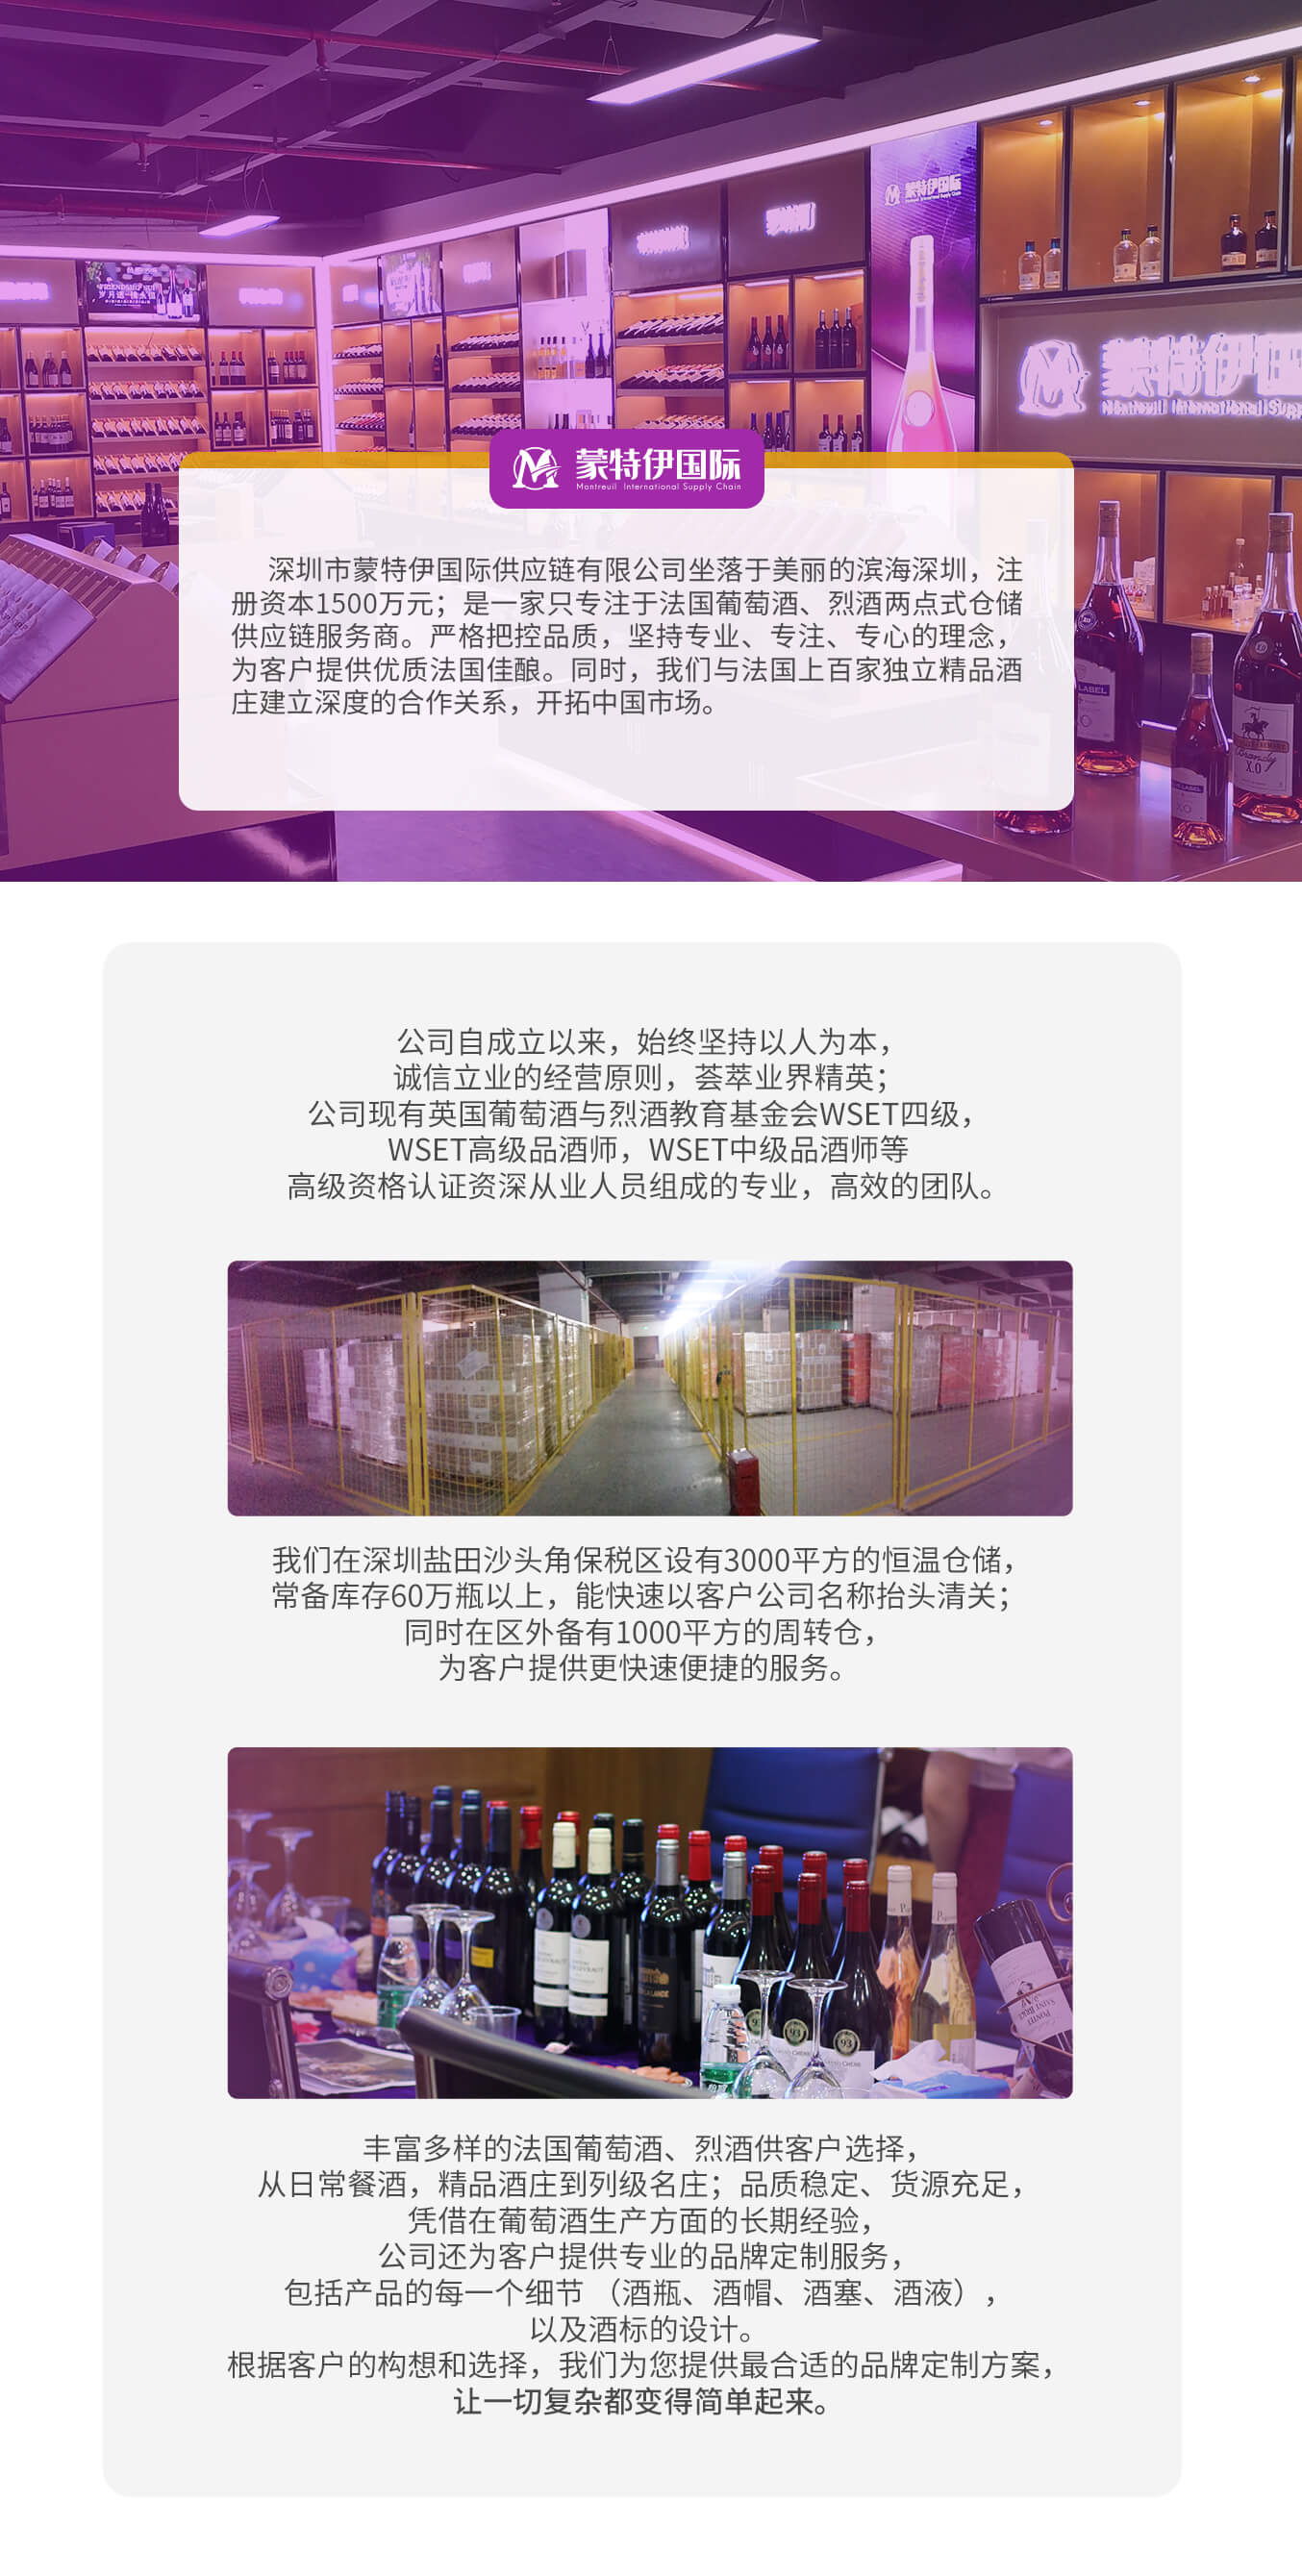 蒙特伊国际
蒙特伊国
蒙特伊国际
Montreuil International Supply Chain
深圳市蒙特伊国际供应链有限公司坐落于美丽的滨海深圳，注
册资本1500万元；是一家只专注于法国葡萄酒、烈酒两点式仓储
供应链服务商。严格把控品质，坚持专业、专注、专心的理念，
为客户提供优质法国佳酿。同时，我们与法国上百家独立精品酒
庄建立深度的合作关系，开拓中国市场。
LABEL
XO
Brandy
X.O
公司自成立以来，始终坚持以人为本，
诚信立业的经营原则，荟萃业界精英；
公司现有英国葡萄酒与烈酒教育基金会WSET四级，
WSET高级品酒师，WSET中级品酒师等
高级资格认证资深从业人员组成的专业，高效的团队。
我们在深圳盐田沙头角保税区设有3000平方的恒温仓储，
常备库存60万瓶以上，能快速以客户公司名称抬头清关；
同时在区外备有1000平方的周转仓，
为客户提供更快速便捷的服务。
93
93
丰富多样的法国葡萄酒、烈酒供客户选择，
从日常餐酒，精品酒庄到列级名庄；品质稳定、货源充足，
凭借在葡萄酒生产方面的长期经验，
公司还为客户提供专业的品牌定制服务，
包括产品的每一个细节 （酒瓶、酒帽、酒塞、酒液），
以及酒标的设计。
根据客户的构想和选择，我们为您提供最合适的品牌定制方案，
让一切复杂都变得简单起来。